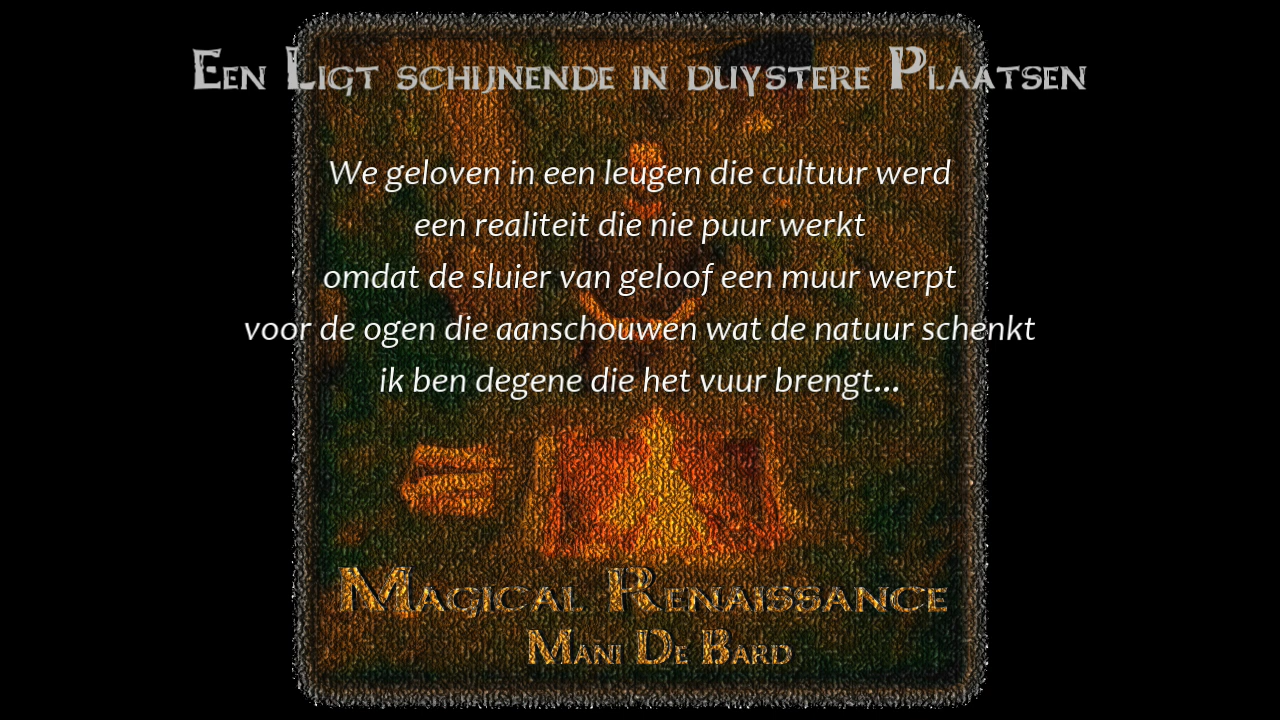 Een Ligt schijnende in duystere Plaatsen
We geloven in een leugen die cultuur werd
een realiteit die nie puur werkt
omdat de sluier van geloof een muur werpt
voor de ogen die aanschouwen wat de natuur schenkt
ik ben degene die het vuur brengt...
Magical Renaissance
Mani De Bard